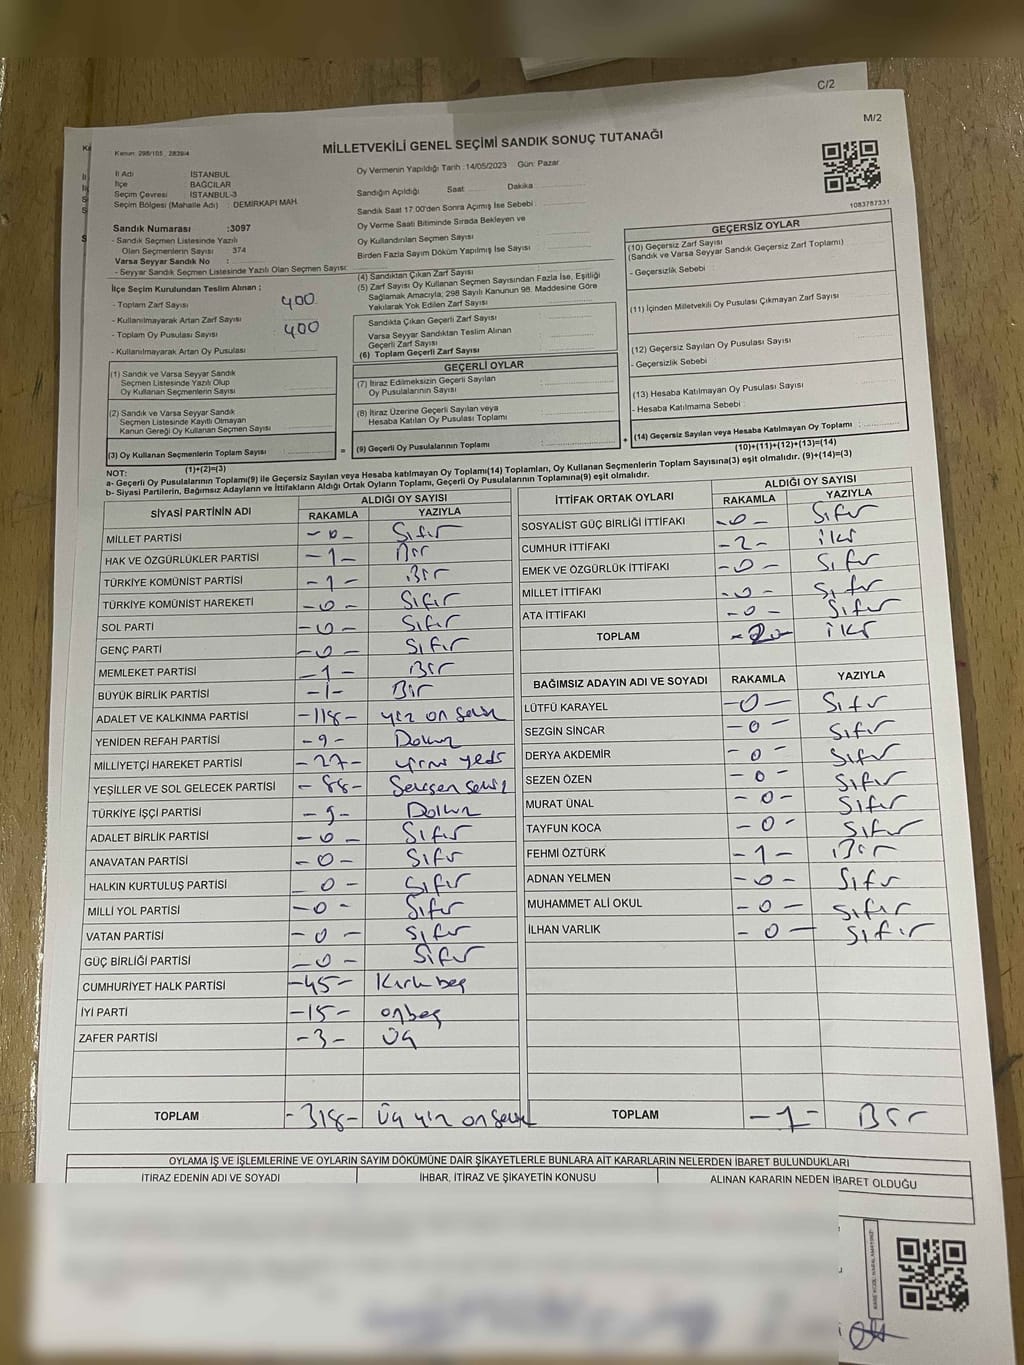 C/2
M/2
MİLLETVEKİLİ GENEL SEÇİMİ SANDIK SONUÇ TUTANAĞI
Kanun: 298/105 , 2839/4
İl Adı : İSTANBUL
İlçe : BAĞCILAR
Seçim Çevresi : İSTANBUL-3
Seçim Bölgesi (Mahalle Adı) : DEMİRKAPI MAH.
Sandık Numarası :3097
- Sandık Seçmen Listesinde Yazılı
Olan Seçmenlerin Sayısı : 374
Varsa Seyyar Sandık No :
- Seyyar Sandık Seçmen Listesinde Yazılı Olan Seçmen Sayısı:
İlçe Seçim Kurulundan Teslim Alınan ;
- Toplam Zarf Sayısı : 400
- Kullanılmayarak Artan Zarf Sayısı :
- Toplam Oy Pusulası Sayısı : 400
- Kullanılmayarak Artan Oy Pusulası :
(1) Sandık ve Varsa Seyyar Sandık
Seçmen Listesinde Yazılı Olup
Oy Kullanan Seçmenlerin Sayısı :
(2) Sandık ve Varsa Seyyar Sandık
Seçmen Listesinde Kayıtlı Olmayan
Kanun Gereği Oy Kullanan Seçmen Sayısı :
(3) Oy Kullanan Seçmenlerin Toplam Sayısı :
(1)+(2)=(3)
Oy Vermenin Yapıldığı Tarih :14/05/2023 Gün: Pazar
Sandığın Açıldığı Saat Dakika
Sandık Saat 17.00'den Sonra Açımış İse Sebebi :
Oy Verme Saati Bitiminde Sırada Bekleyen ve
Oy Kullandırılan Seçmen Sayısı :
Birden Fazla Sayım Döküm Yapılmış İse Sayısı :
(4) Sandıktan Çıkan Zarf Sayısı :
(5) Zarf Sayısı Oy Kullanan Seçmen Sayısından Fazla İse, Eşitliği
Sağlamak Amacıyla; 298 Sayılı Kanunun 98. Maddesine Göre
Yakılarak Yok Edilen Zarf Sayısı :
Sandıkta Çıkan Geçerli Zarf Sayısı :
Varsa Seyyar Sandıktan Teslim Alınan
Geçerli Zarf Sayısı :
(6) Toplam Geçerli Zarf Sayısı :
GEÇERLİ OYLAR
(7) İtiraz Edilmeksizin Geçerli Sayılan
Oy Pusulalarının Sayısı :
(8) İtiraz Üzerine Geçerli Sayılan veya
Hesaba Katılan Oy Pusulası Toplamı :
= (9) Geçerli Oy Pusulalarının Toplamı :
1083787331
GEÇERSİZ OYLAR
(10) Geçersiz Zarf Sayısı
(Sandık ve Varsa Seyyar Sandık Geçersiz Zarf Toplamı)
- Geçersizlik Sebebi :
(11) İçinden Milletvekili Oy Pusulası Çıkmayan Zarf Sayısı
(12) Geçersiz Sayılan Oy Pusulası Sayısı
- Geçersizlik Sebebi :
(13) Hesaba Katılmayan Oy Pusulası Sayısı
- Hesaba Katılmama Sebebi :
+ (14) Geçersiz Sayılan veya Hesaba Katılmayan Oy Toplamı :
(10)+(11)+(12)+(13)=(14)
NOT:
a- Geçerli Oy Pusulalarının Toplamı(9) ile Geçersiz Sayılan veya Hesaba katılmayan Oy Toplamı(14) Toplamları, Oy Kullanan Seçmenlerin Toplam Sayısına(3) eşit olmalıdır. (9)+(14)=(3)
b- Siyasi Partilerin, Bağımsız Adayların ve İttifakların Aldığı Ortak Oyların Toplamı, Geçerli Oy Pusulalarının Toplamına(9) eşit olmalıdır.
SİYASİ PARTİNİN ADI ALDIĞI OY SAYISI
RAKAMLA YAZIYLA
MİLLET PARTİSİ -0- Sıfır
HAK VE ÖZGÜRLÜKLER PARTİSİ -1- Bir
TÜRKİYE KOMÜNİST PARTİSİ -1- Bir
TÜRKİYE KOMÜNİST HAREKETİ -0- Sıfır
SOL PARTİ -0- Sıfır
GENÇ PARTİ -0- Sıfır
MEMLEKET PARTİSİ -1- Bir
BÜYÜK BİRLİK PARTİSİ -1- Bir
ADALET VE KALKINMA PARTİSİ -118- yüz on sekiz
YENİDEN REFAH PARTİSİ -9- Dokuz
MİLLİYETÇİ HAREKET PARTİSİ -27- yirmi yedi
YEŞİLLER VE SOL GELECEK PARTİSİ -88- Seksen sekiz
TÜRKİYE İŞÇİ PARTİSİ -9- Dokuz
ADALET BİRLİK PARTİSİ -0- Sıfır
ANAVATAN PARTİSİ -0- Sıfır
HALKIN KURTULUŞ PARTİSİ -0- Sıfır
MİLLİ YOL PARTİSİ -0- Sıfır
VATAN PARTİSİ -0- Sıfır
GÜÇ BİRLİĞİ PARTİSİ -0- Sıfır
CUMHURİYET HALK PARTİSİ -45- Kırk beş
İYİ PARTİ -15- onbeş
ZAFER PARTİSİ -3- Üç
TOPLAM -318- Üç yüz on sekiz
İTTİFAK ORTAK OYLARI ALDIĞI OY SAYISI
RAKAMLA YAZIYLA
SOSYALİST GÜÇ BİRLİĞİ İTTİFAKI -0- Sıfır
CUMHUR İTTİFAKI -2- iki
EMEK VE ÖZGÜRLÜK İTTİFAKI -0- Sıfır
MİLLET İTTİFAKI -0- Sıfır
ATA İTTİFAKI -0- Sıfır
TOPLAM iki
BAĞIMSIZ ADAYIN ADI VE SOYADI RAKAMLA YAZIYLA
LÜTFÜ KARAYEL -0- Sıfır
SEZGİN SİNCAR -0- Sıfır
DERYA AKDEMİR -0- Sıfır
SEZEN ÖZEN -0- Sıfır
MURAT ÜNAL -0- Sıfır
TAYFUN KOCA -0- Sıfır
FEHMİ ÖZTÜRK -1- Bir
ADNAN YELMEN -0- Sıfır
MUHAMMET ALİ OKUL -0- Sıfır
İLHAN VARLIK -0- Sıfır
TOPLAM -1- Bir
OYLAMA İŞ VE İŞLEMLERİNE VE OYLARIN SAYIM DÖKÜMÜNE DAİR ŞİKAYETLERLE BUNLARA AİT KARARLARIN NELERDEN İBARET BULUNDUKLARI
İTİRAZ EDENİN ADI VE SOYADI İHBAR, İTİRAZ VE ŞİKAYETİN KONUSU ALINAN KARARIN NEDEN İBARET OLDUĞU